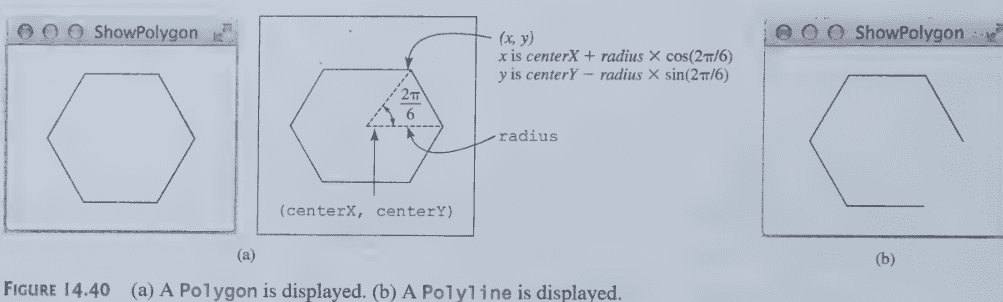 ShowPolygon
(x, y)
x is centerX + radius × cos(2π/6)
y is centerY − radius × sin(2π/6)
2π
6
radius
(centerX, centerY)
(a)
ShowPolygon
(b)
FIGURE 14.40 (a) A Polygon is displayed. (b) A Polyline is displayed.